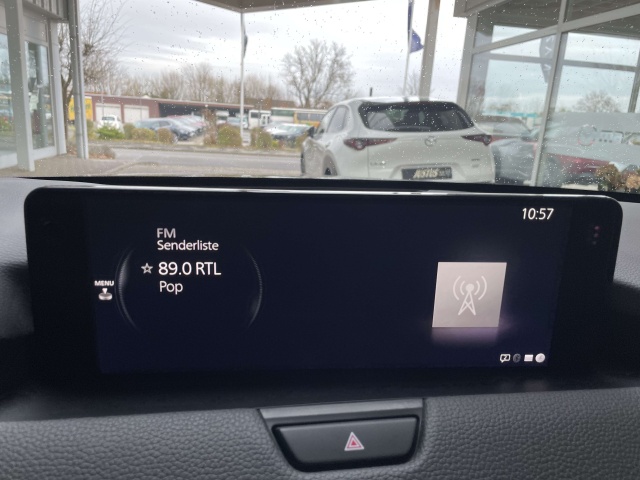 10:57
FM
Senderliste
☆ 89.0 RTL
Pop
MENU